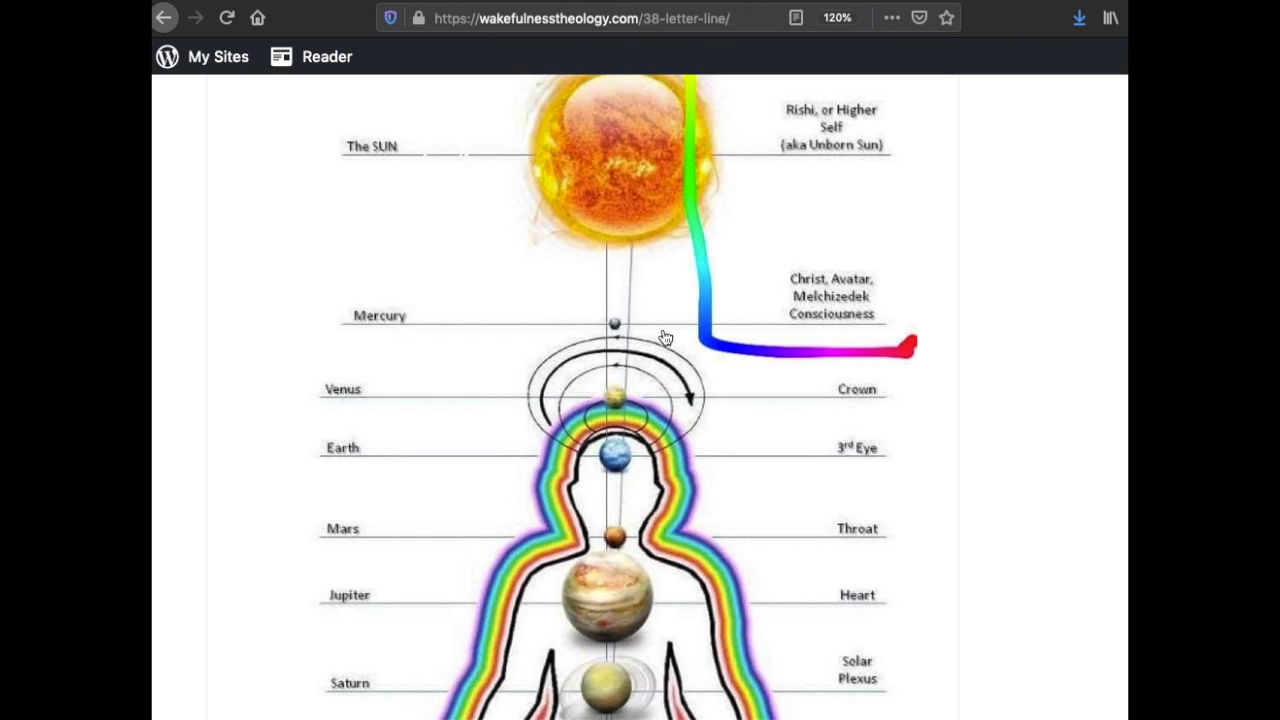 https://wakefulnesstheology.com/38-letter-line/
120%
My Sites
Reader
Rishi, or Higher
Self
(aka Unborn Sun)
The SUN
Christ, Avatar,
Melchizedek
Consciousness
Mercury
Venus
Crown
Earth
3rd Eye
Mars
Throat
Jupiter
Heart
Solar
Plexus
Saturn